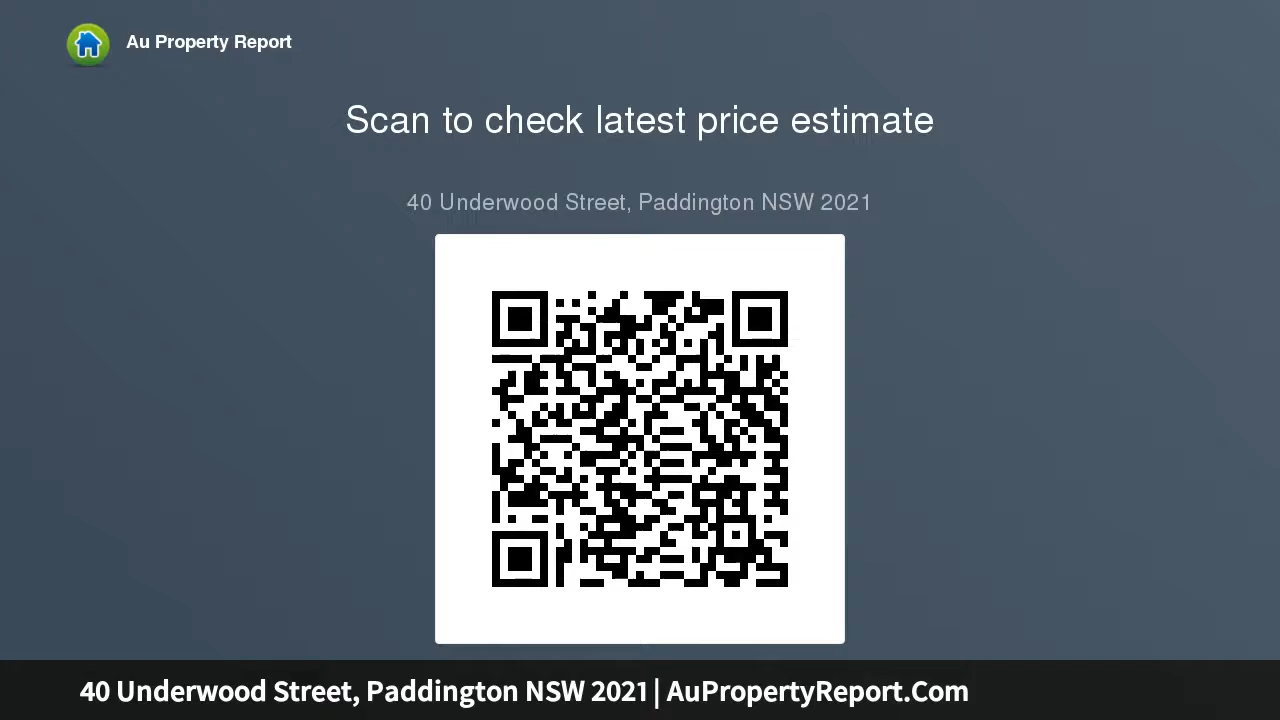 Au Property Report
Scan to check latest price estimate
40 Underwood Street, Paddington NSW 2021
40 Underwood Street, Paddington NSW 2021 | AuPropertyReport.Com